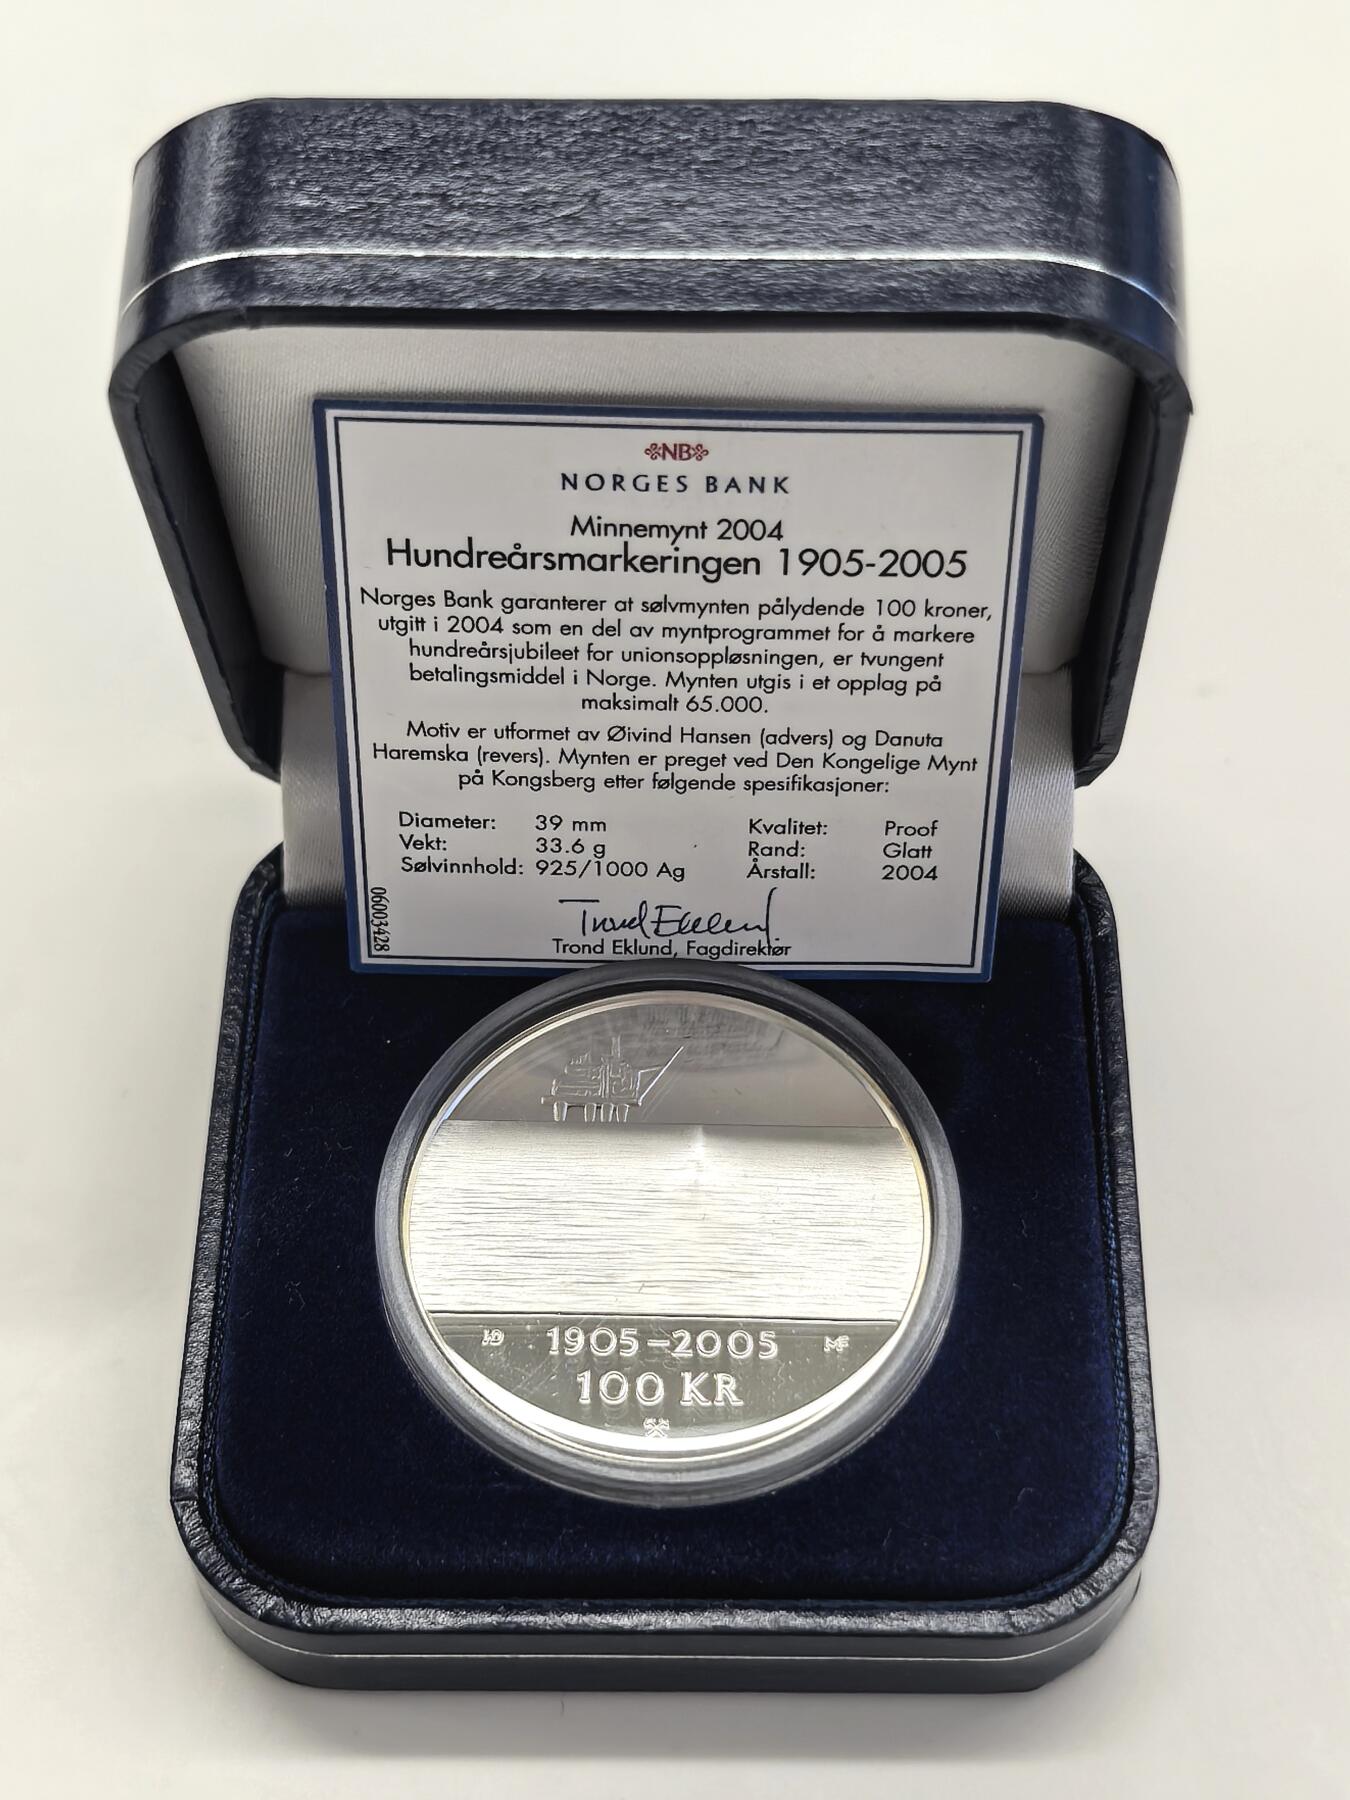 NB
NORGES BANK
Minnemynt 2004
Hundreårsmarkeringen 1905-2005
Norges Bank garanterer at sølvmynten pålydende 100 kroner,
utgitt i 2004 som en del av myntprogrammet for å markere
hundreårsjubileet for unionsoppløsningen, er tvungent
betalingsmiddel i Norge. Mynten utgis i et opplag på
maksimalt 65.000.
Motiv er utformet av Øivind Hansen (advers) og Danuta
Haremska (revers). Mynten er preget ved Den Kongelige Mynt
på Kongsberg etter følgende spesifikasjoner:
Diameter: 39 mm Kvalitet: Proof
Vekt: 33.6 g Rand: Glatt
Sølvinnhold: 925/1000 Ag Årstall: 2004
Trond Eklund
Trond Eklund, Fagdirektør
06003428
1905-2005
100 KR